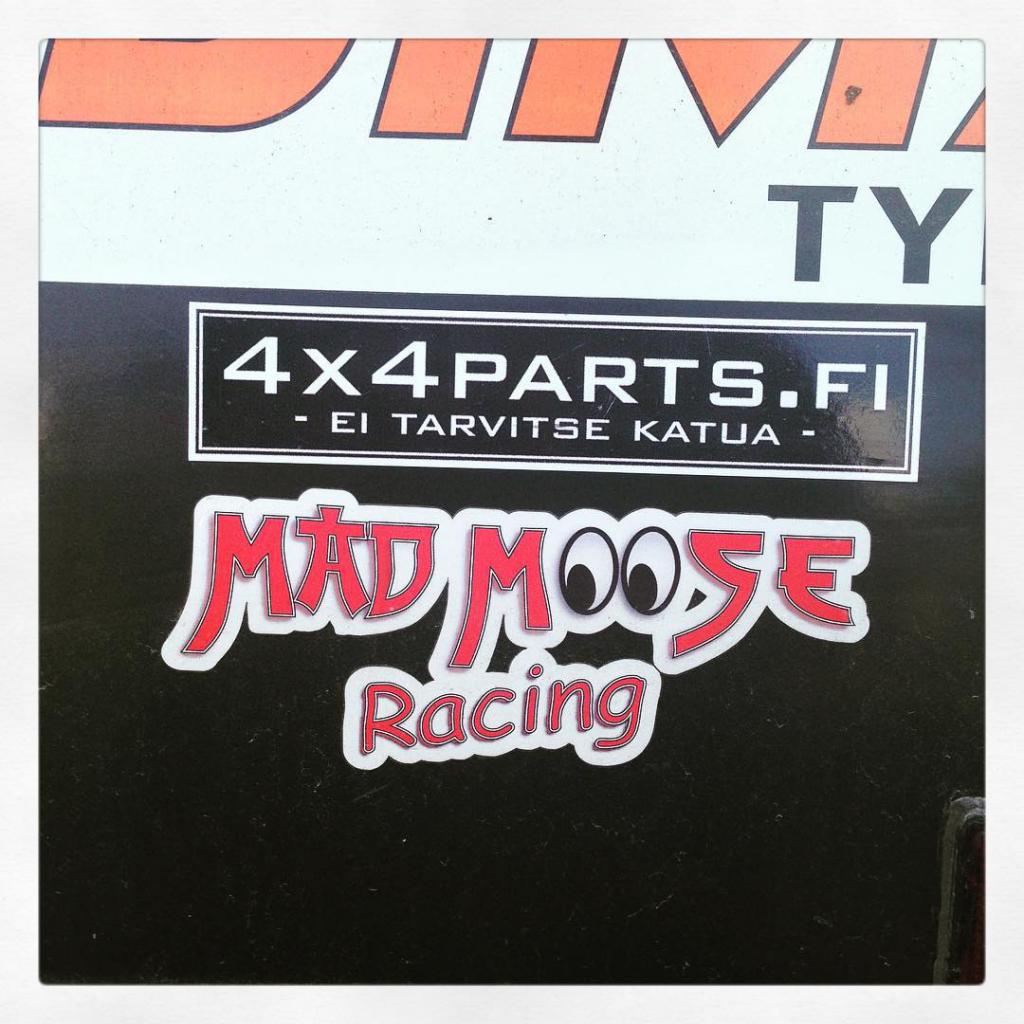 TY
4x4PARTS.FI
- EI TARVITSE KATUA -
MAD MOOSE
Racing